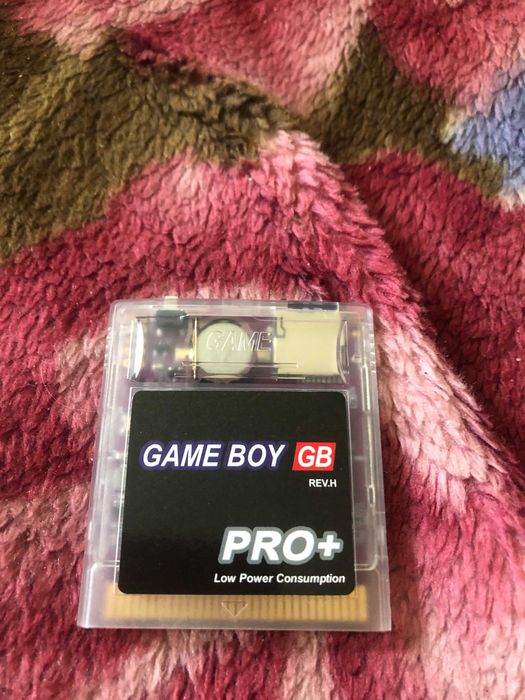 GAME
GAME BOY GB
REV.H
PRO+
Low Power Consumption